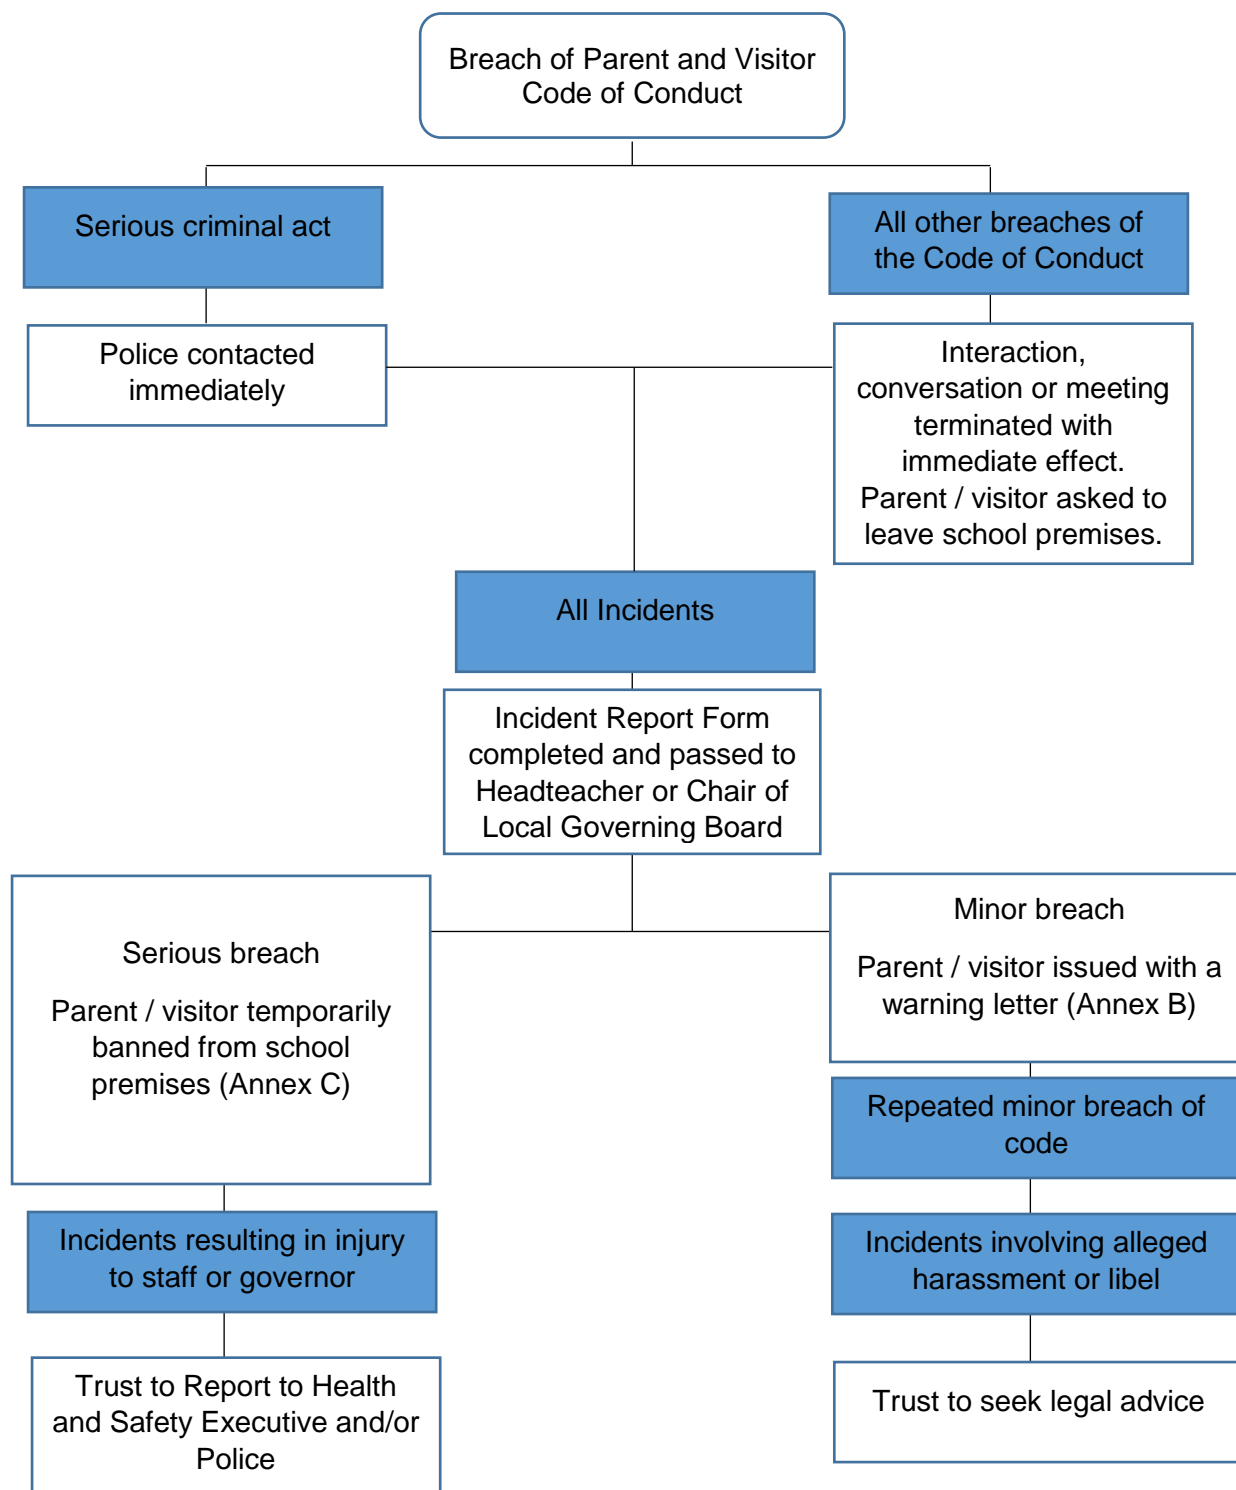 Breach of Parent and Visitor
Code of Conduct
Serious criminal act
All other breaches of
the Code of Conduct
Police contacted
immediately
Interaction,
conversation or meeting
terminated with
immediate effect.
Parent / visitor asked to
leave school premises.
All Incidents
Incident Report Form
completed and passed to
Headteacher or Chair of
Local Governing Board
Serious breach
Parent / visitor temporarily
banned from school
premises (Annex C)
Minor breach
Parent / visitor issued with a
warning letter (Annex B)
Repeated minor breach of
code
Incidents resulting in injury
to staff or governor
Incidents involving alleged
harassment or libel
Trust to Report to Health
and Safety Executive and/or
Police
Trust to seek legal advice